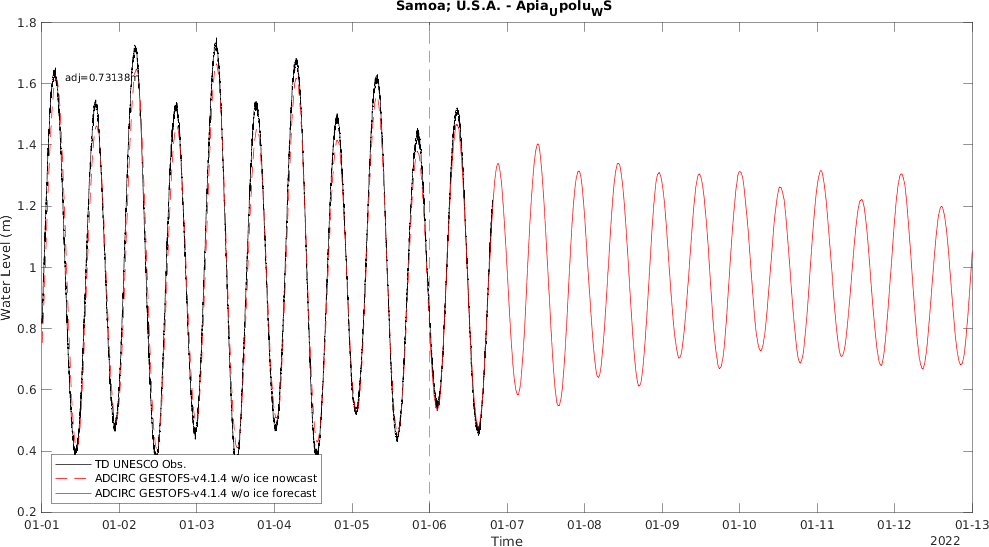 Samoa; U.S.A. - ApiaUpoluWS
1.8
1.6
1.4
1.2
1
0.8
0.6
0.4
0.2
Water Level (m)
adj=0.73138
TD UNESCO Obs.
ADCIRC GESTOFS-v4.1.4 w/o ice nowcast
ADCIRC GESTOFS-v4.1.4 w/o ice forecast
01-01 01-02 01-03 01-04 01-05 01-06 01-07 01-08 01-09 01-10 01-11 01-12 01-13
Time
2022